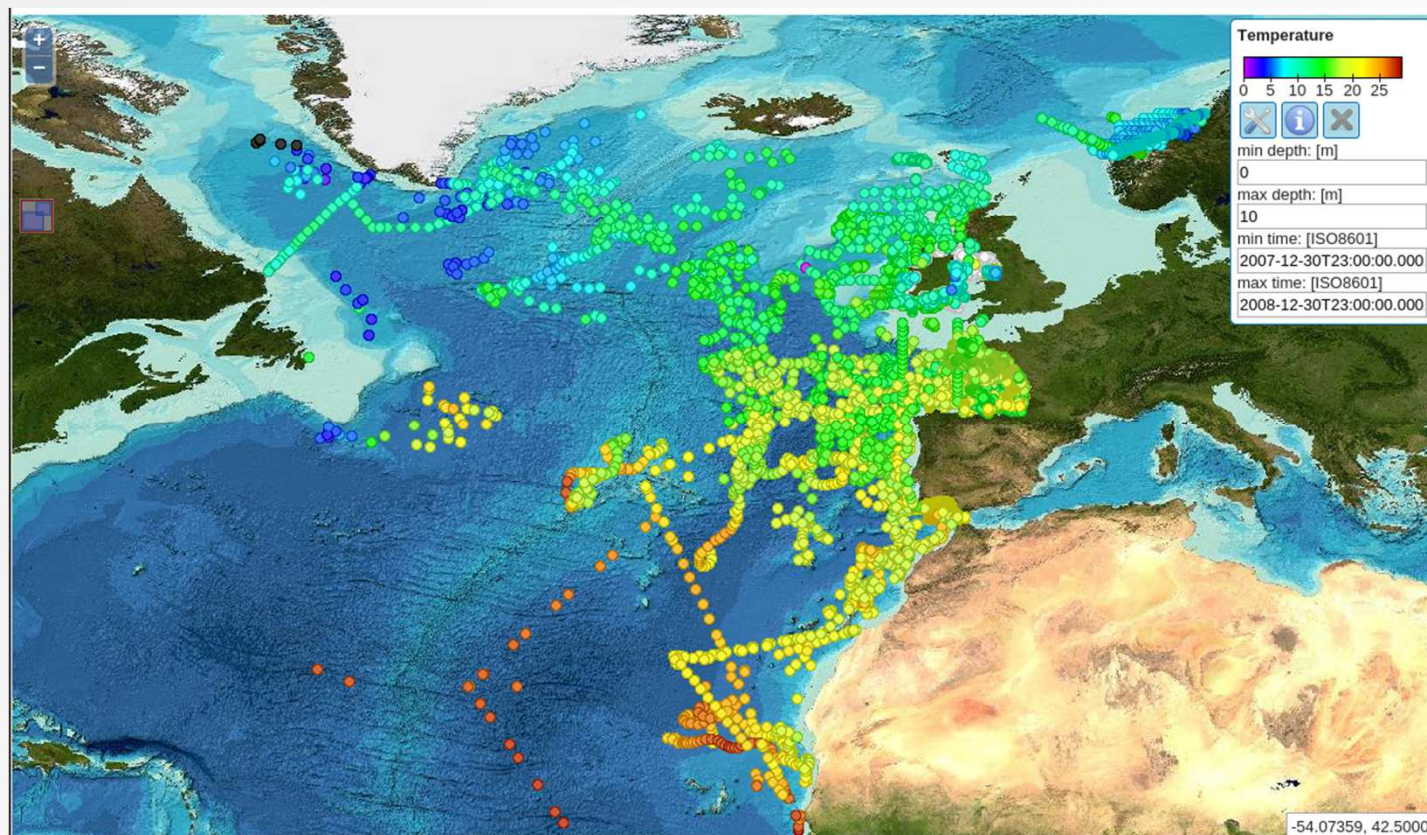 +
−
Temperature
0 5 10 15 20 25
i
min depth: [m]
0
max depth: [m]
10
min time: [ISO8601]
2007-12-30T23:00:00.000
max time: [ISO8601]
2008-12-30T23:00:00.000
-54.07359, 42.5000